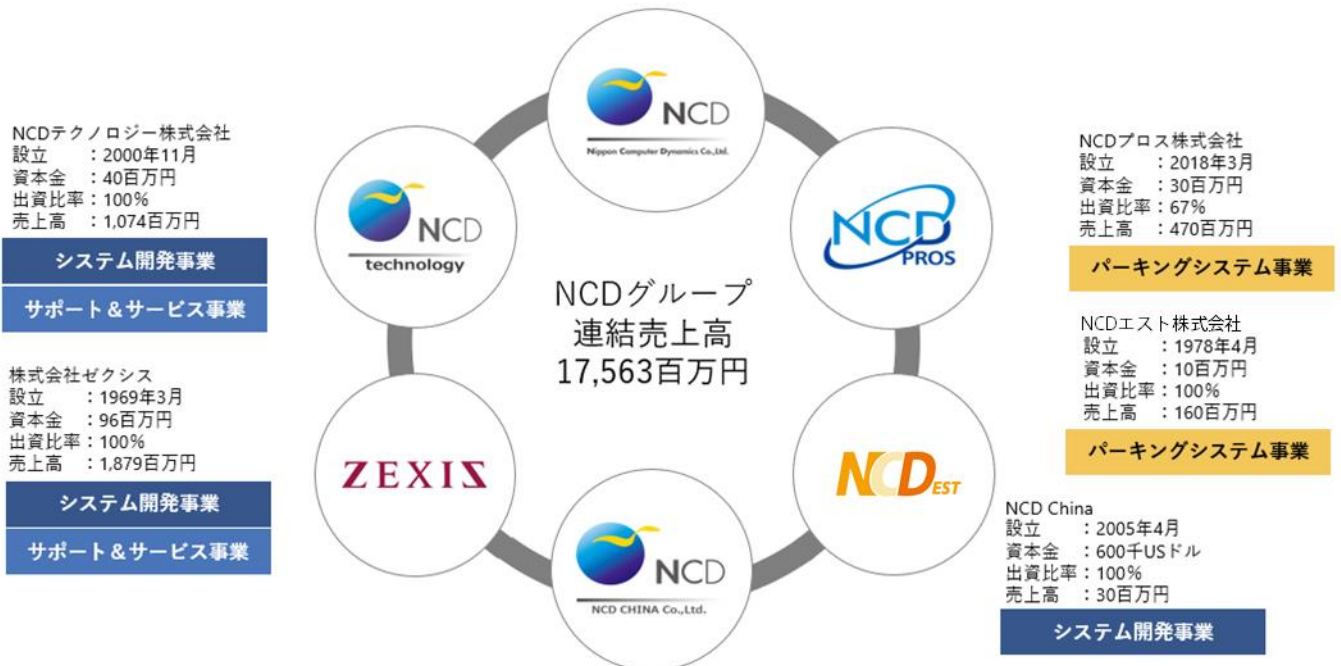 NCD
Nippon Computer Dynamics Co.,Ltd.
NCDテクノロジー株式会社
設立 ：2000年11月
資本金 ：40百万円
出資比率：100%
売上高 ：1,074百万円
システム開発事業
サポート＆サービス事業
NCD
technology
株式会社ゼクシス
設立 ：1969年3月
資本金 ：96百万円
出資比率：100%
売上高 ：1,879百万円
システム開発事業
サポート＆サービス事業
ZEXIS
NCDグループ
連結売上高
17,563百万円
NCD
NCD CHINA Co.,Ltd.
NCD
PROS
NCDプロス株式会社
設立 ：2018年3月
資本金 ：30百万円
出資比率：67%
売上高 ：470百万円
パーキングシステム事業
NCDエスト株式会社
設立 ：1978年4月
資本金 ：10百万円
出資比率：100%
売上高 ：160百万円
パーキングシステム事業
NCD EST
NCD China
設立 ：2005年4月
資本金 ：600千USドル
出資比率：100%
売上高 ：30百万円
システム開発事業